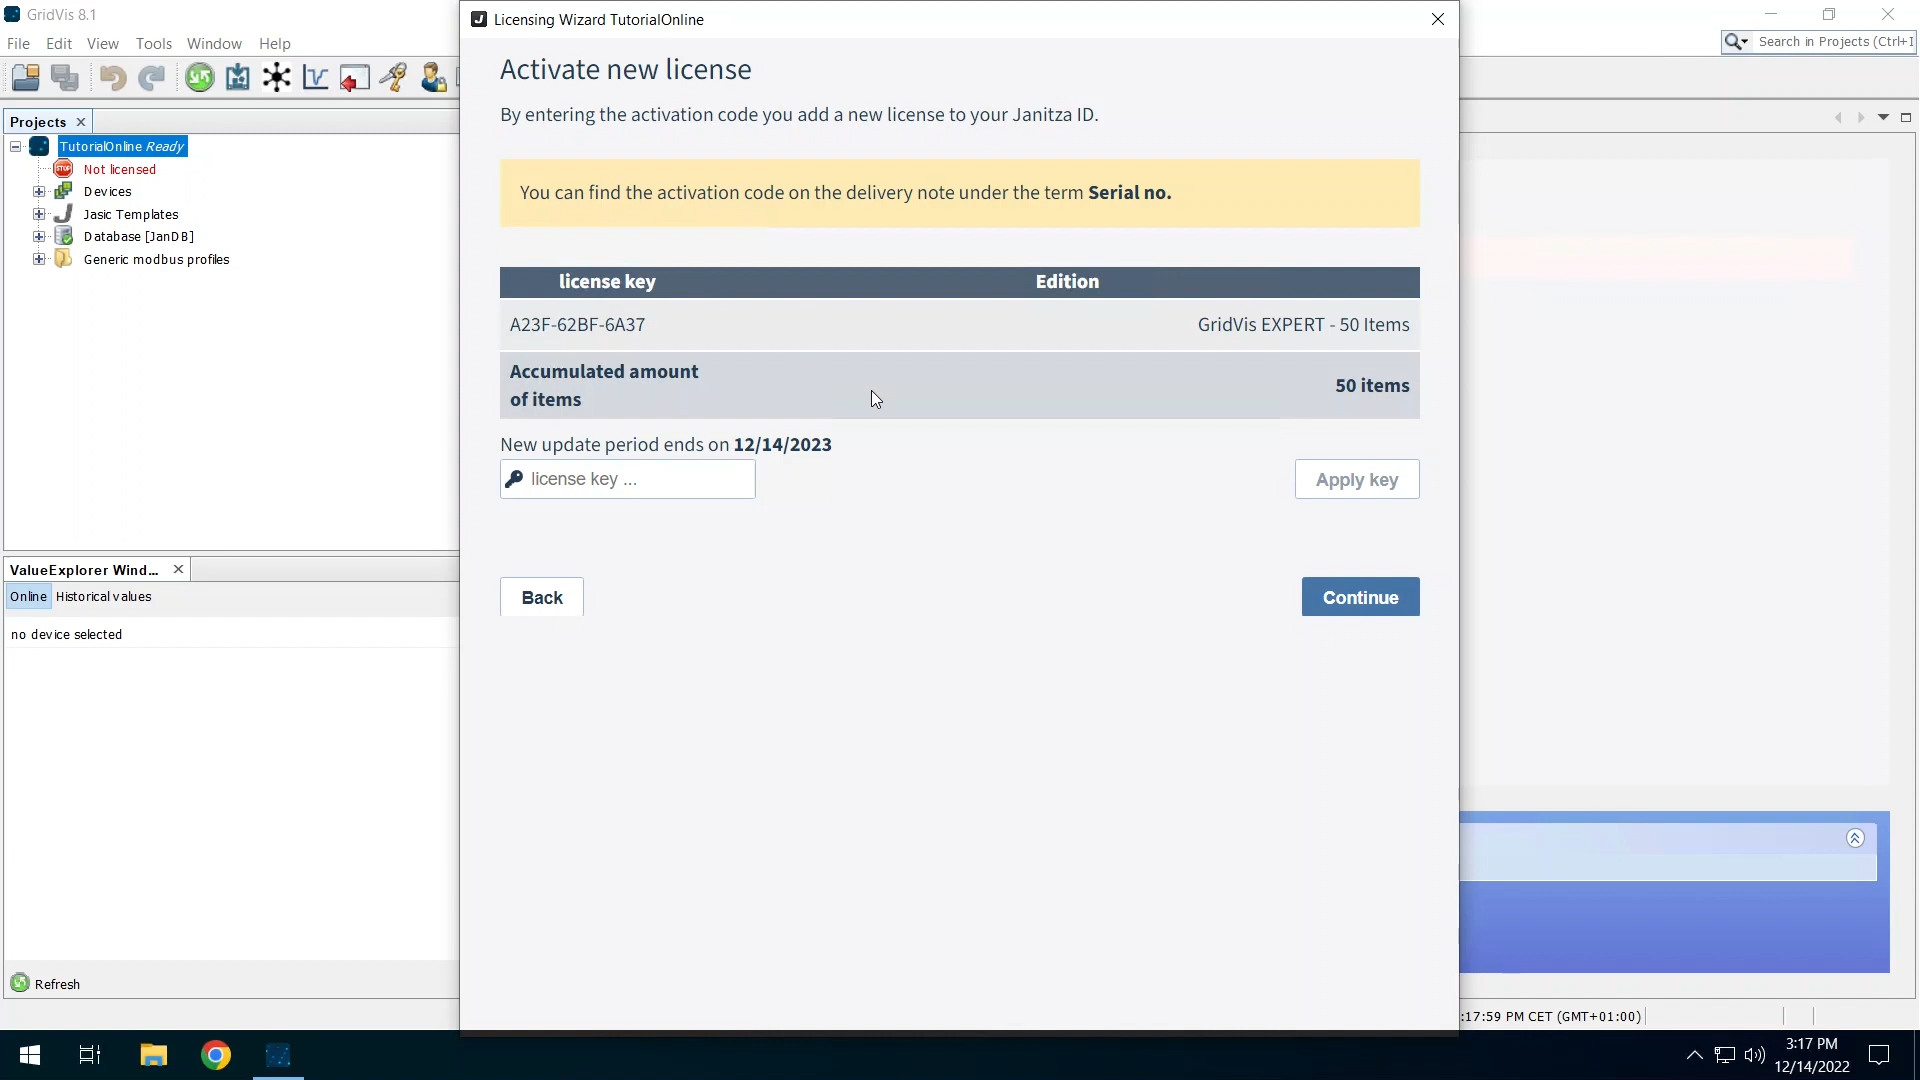 GridVis 8.1
File Edit View Tools Window Help
Search in Projects (Ctrl+I
Projects
TutorialOnline Ready
Not licensed
Devices
Jasic Templates
Database [JanDB]
Generic modbus profiles
ValueExplorer Wind...
Online Historical values
no device selected
Refresh
Licensing Wizard TutorialOnline
Activate new license
By entering the activation code you add a new license to your Janitza ID.
You can find the activation code on the delivery note under the term Serial no.
license key Edition
A23F-62BF-6A37 GridVis EXPERT - 50 Items
Accumulated amount
of items
50 items
New update period ends on 12/14/2023
license key ... Apply key
Back Continue
:17:59 PM CET (GMT+01:00)
3:17 PM
12/14/2022